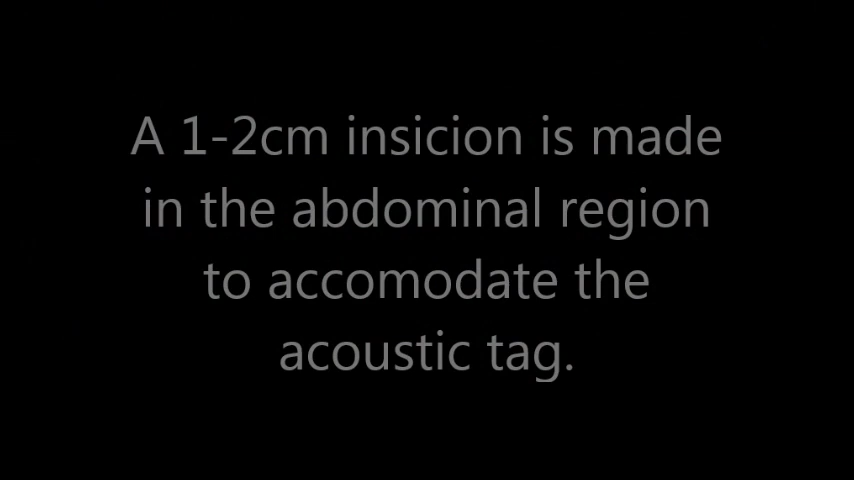 A 1-2cm insicion is made
in the abdominal region
to accomodate the
acoustic tag.